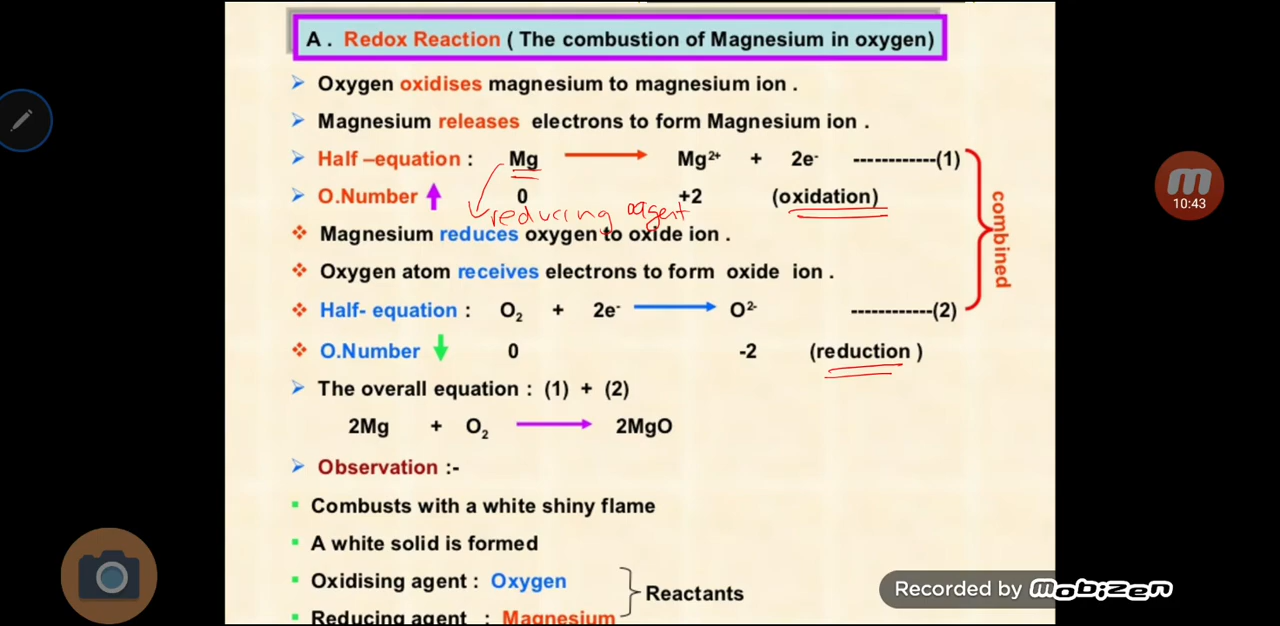 A . Redox Reaction ( The combustion of Magnesium in oxygen)
➢ Oxygen oxidises magnesium to magnesium ion .
➢ Magnesium releases electrons to form Magnesium ion .
➢ Half –equation : Mg → Mg²⁺ + 2e⁻ ------------(1)
➢ O.Number ↑ 0 +2 (oxidation)
reducing agent
❖ Magnesium reduces oxygen to oxide ion .
❖ Oxygen atom receives electrons to form oxide ion .
❖ Half- equation : O₂ + 2e⁻ → O²⁻ ------------(2)
❖ O.Number ↓ 0 -2 (reduction )
combined
➢ The overall equation : (1) + (2)
2Mg + O₂ → 2MgO
➢ Observation :-
▪ Combusts with a white shiny flame
▪ A white solid is formed
▪ Oxidising agent : Oxygen
▪ Reducing agent : Magnesium
Reactants
10:43
Recorded by mobizen